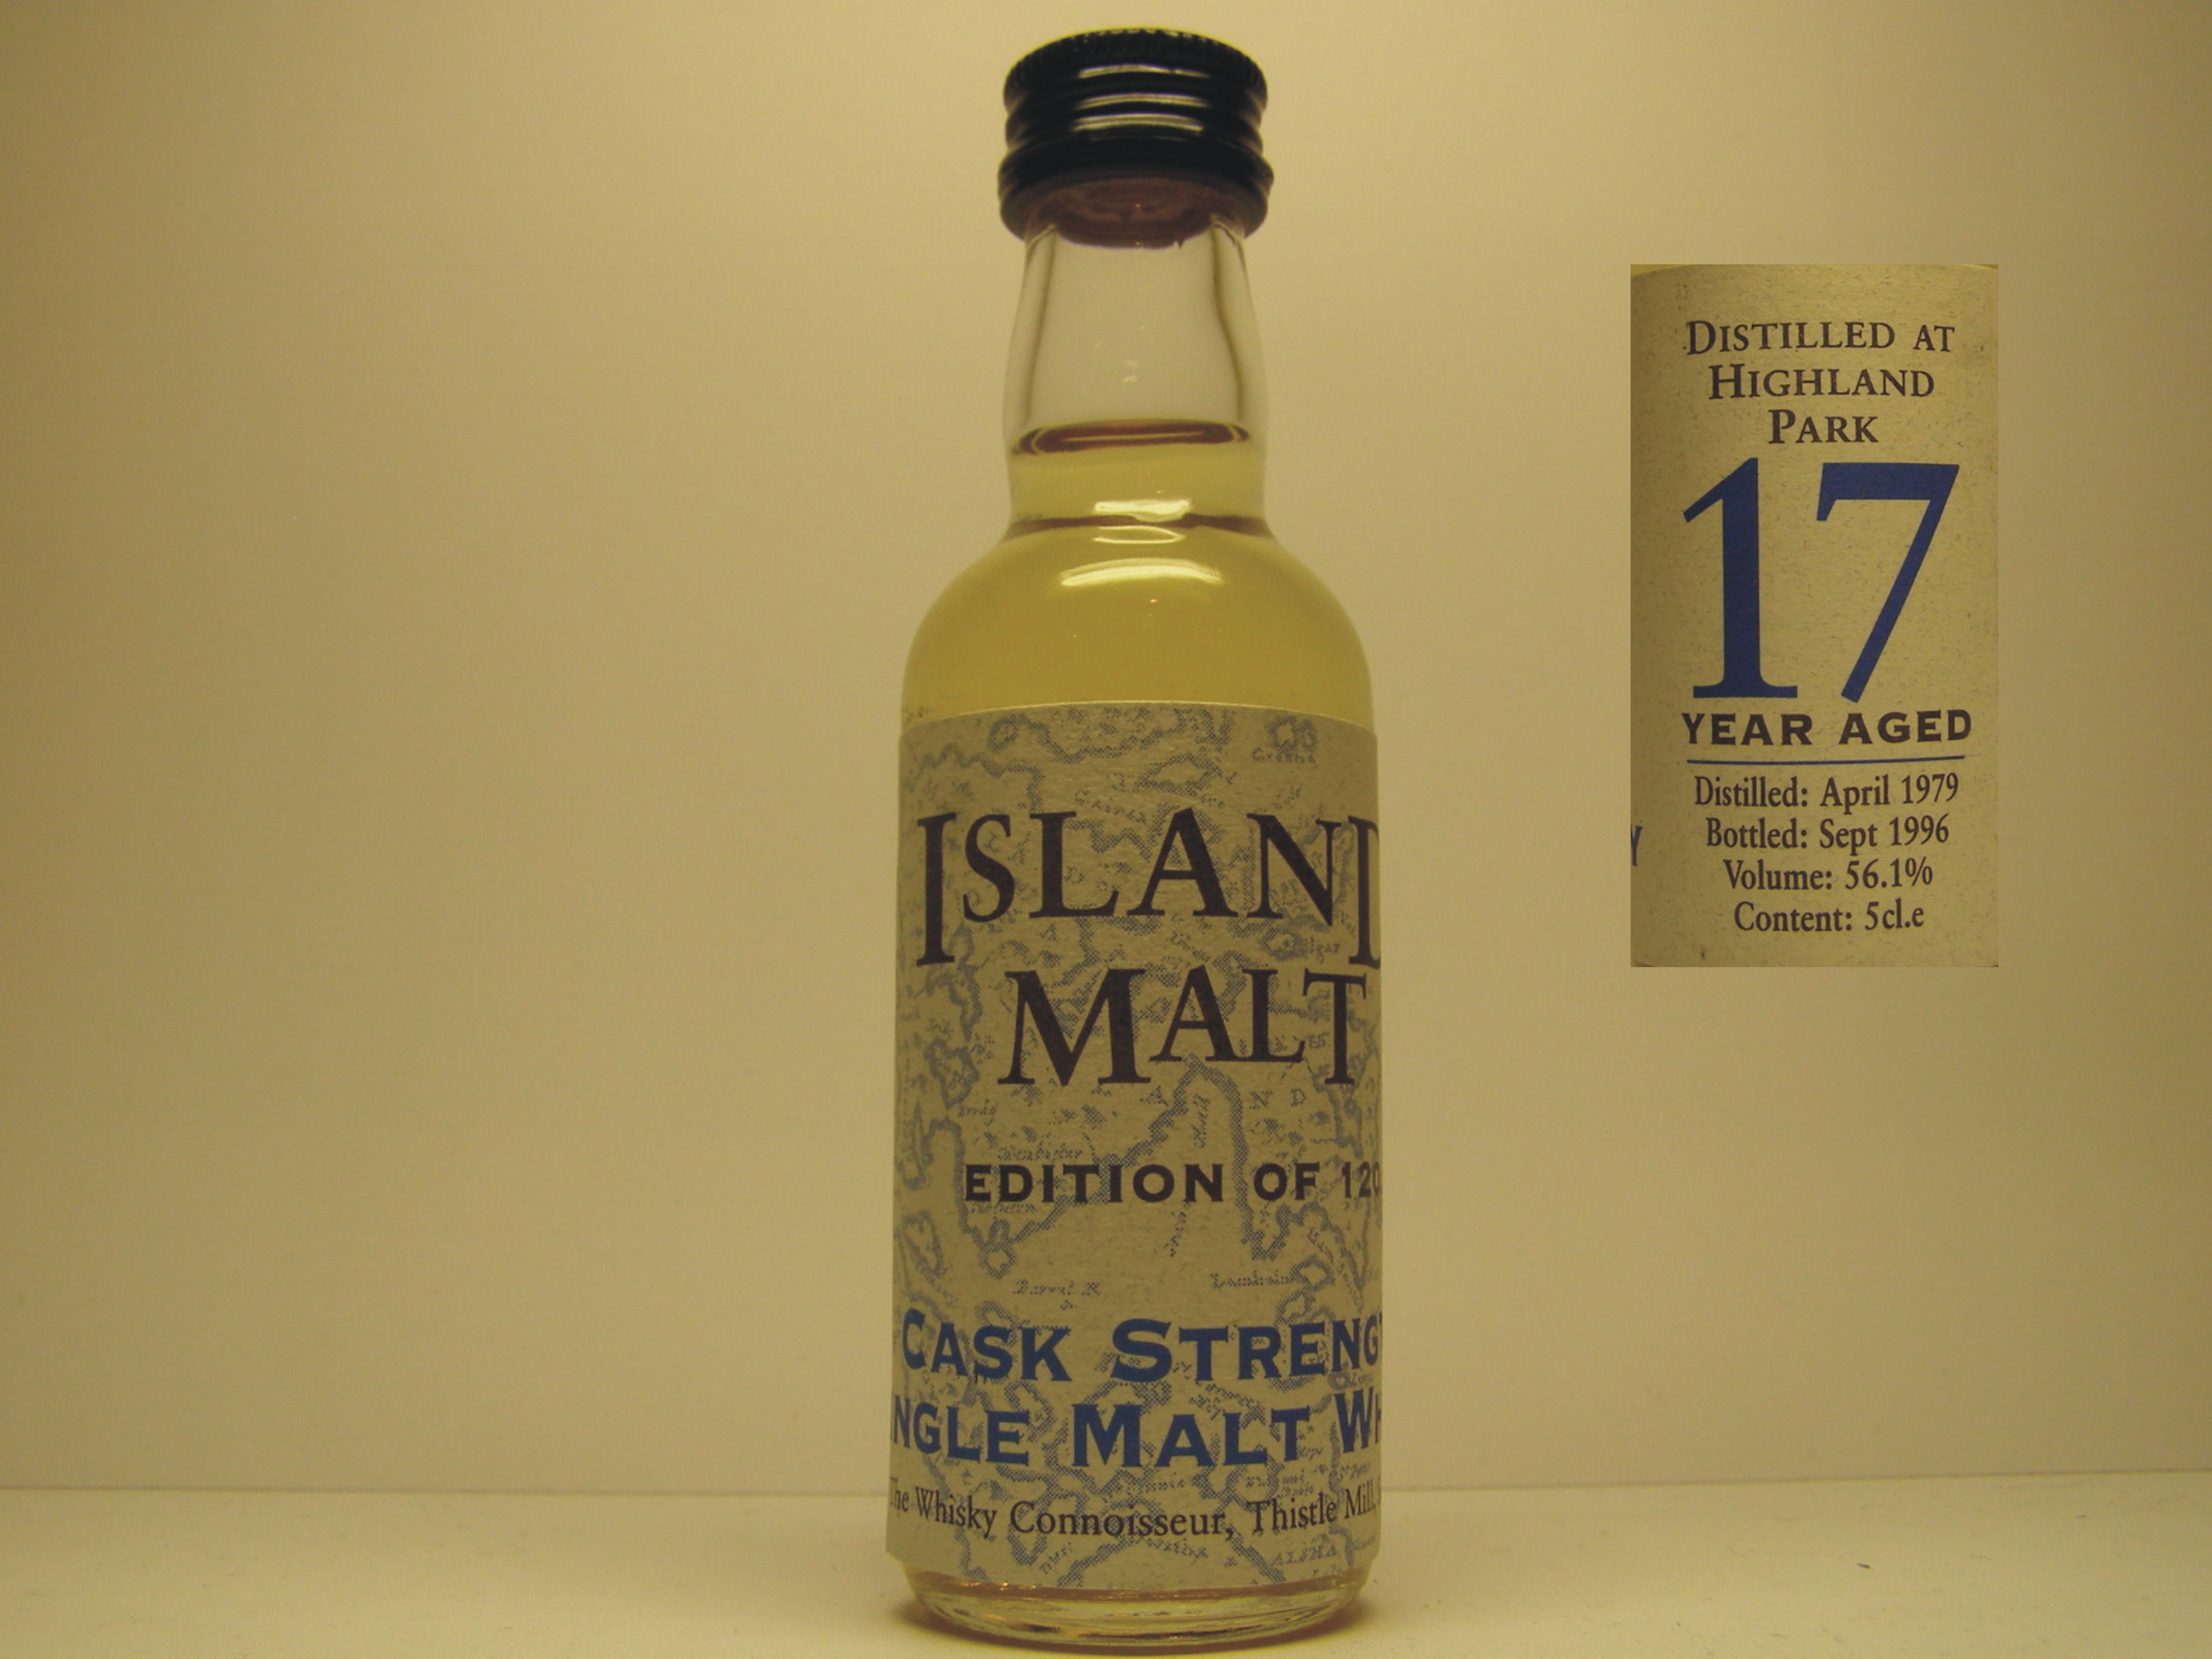 ISLAND
MALT
EDITION OF 120
CASK STRENG
NGLE MALT WH
The Whisky Connoisseur, Thistle Mill,
DISTILLED AT
HIGHLAND
PARK
17
YEAR AGED
Distilled: April 1979
Bottled: Sept 1996
Volume: 56.1%
Content: 5cl.e
Y